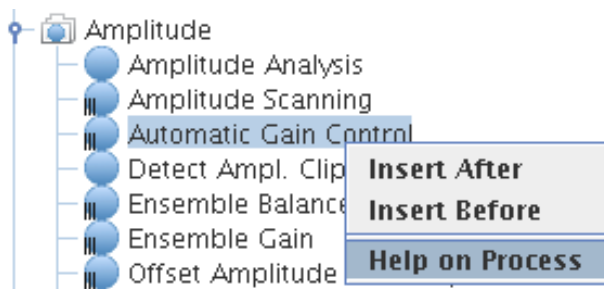 Amplitude
Amplitude Analysis
Amplitude Scanning
Automatic Gain Control
Detect Ampl. Clip
Insert After
Ensemble Balance
Insert Before
Ensemble Gain
Help on Process
Offset Amplitude